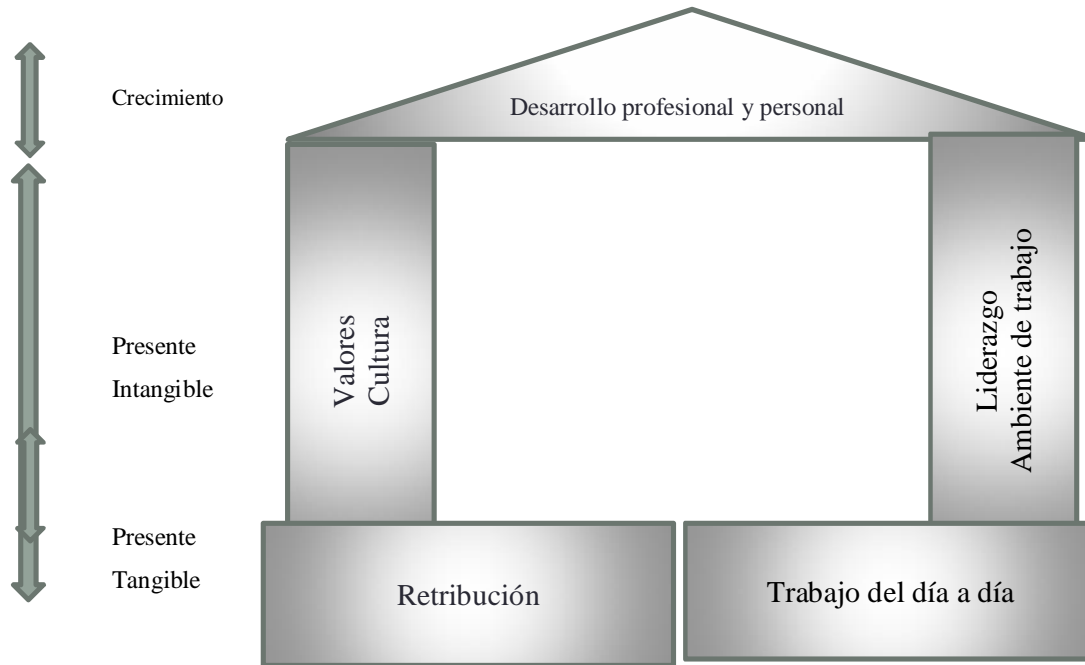 Crecimiento
Desarrollo profesional y personal
Presente
Intangible
Valores
Cultura
Liderazgo
Ambiente de trabajo
Presente
Tangible
Retribución
Trabajo del día a día